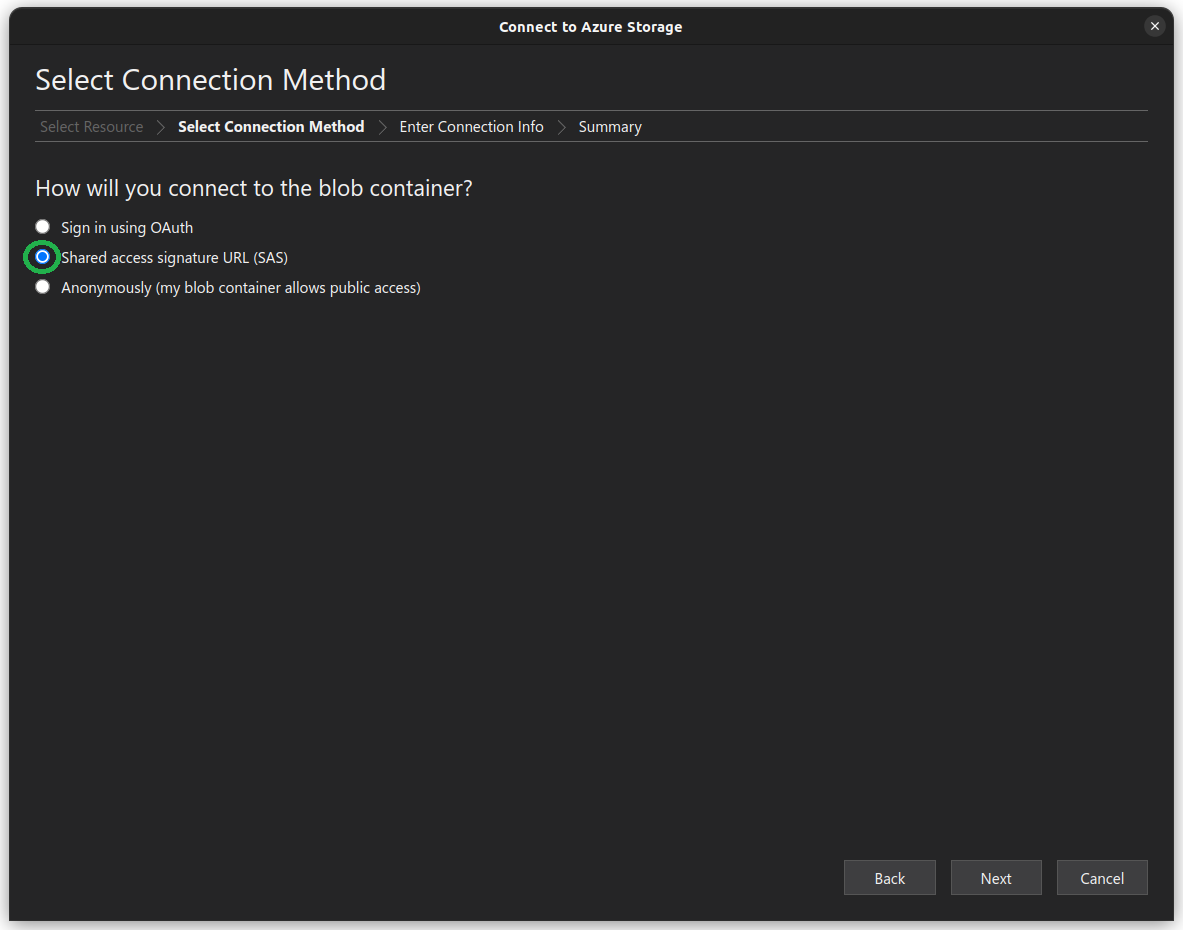 Connect to Azure Storage
Select Connection Method
Select Resource
Select Connection Method
Enter Connection Info
Summary
How will you connect to the blob container?
Sign in using OAuth
Shared access signature URL (SAS)
Anonymously (my blob container allows public access)
Back
Next
Cancel